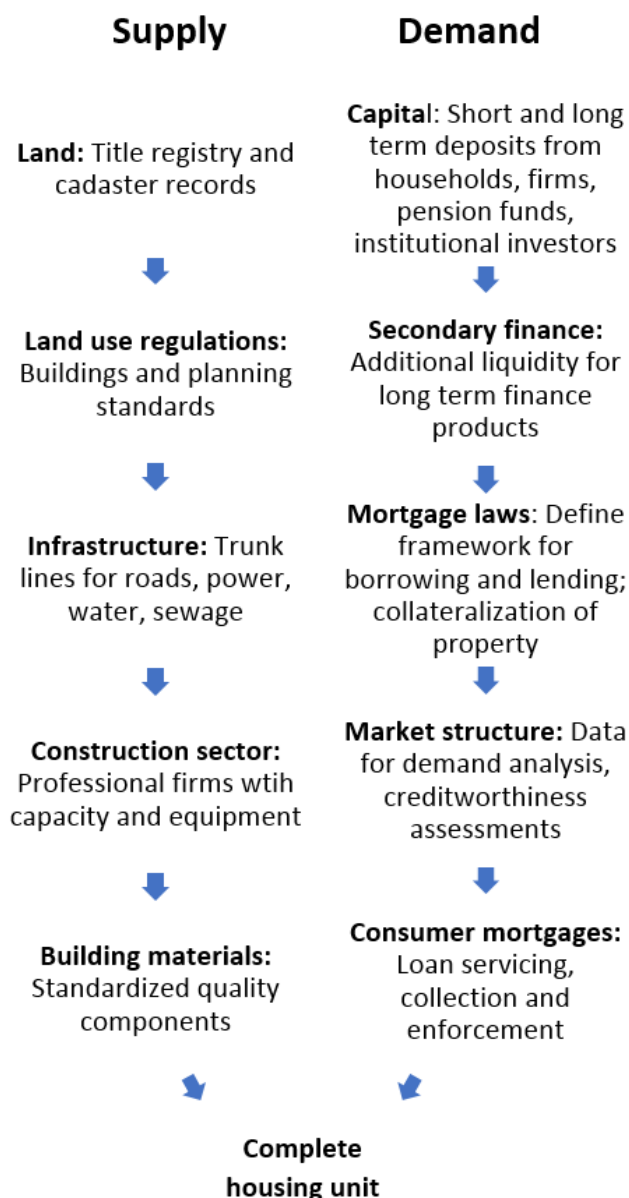 Supply
Land: Title registry and
cadaster records
Land use regulations:
Buildings and planning
standards
Infrastructure: Trunk
lines for roads, power,
water, sewage
Construction sector:
Professional firms wtih
capacity and equipment
Building materials:
Standardized quality
components
Demand
Capital: Short and long
term deposits from
households, firms,
pension funds,
institutional investors
Secondary finance:
Additional liquidity for
long term finance
products
Mortgage laws: Define
framework for
borrowing and lending;
collateralization of
property
Market structure: Data
for demand analysis,
creditworthiness
assessments
Consumer mortgages:
Loan servicing,
collection and
enforcement
Complete
housing unit